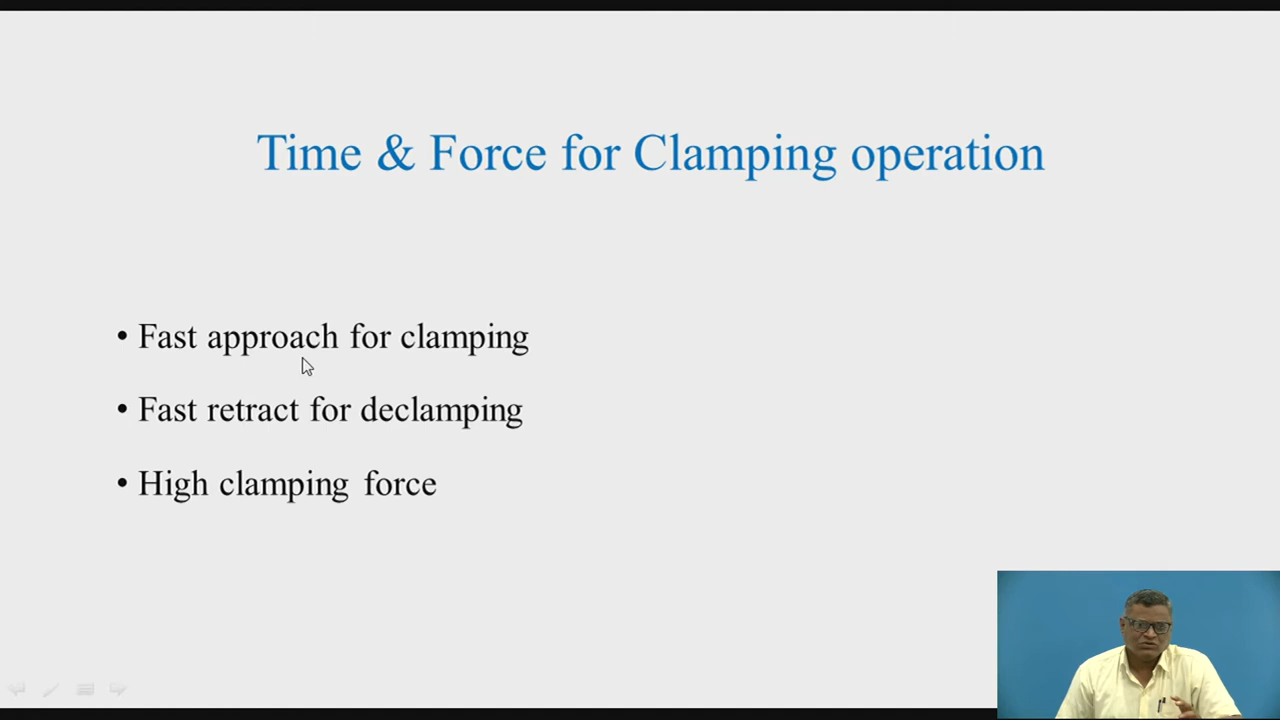 Time & Force for Clamping operation
• Fast approach for clamping
• Fast retract for declamping
• High clamping force